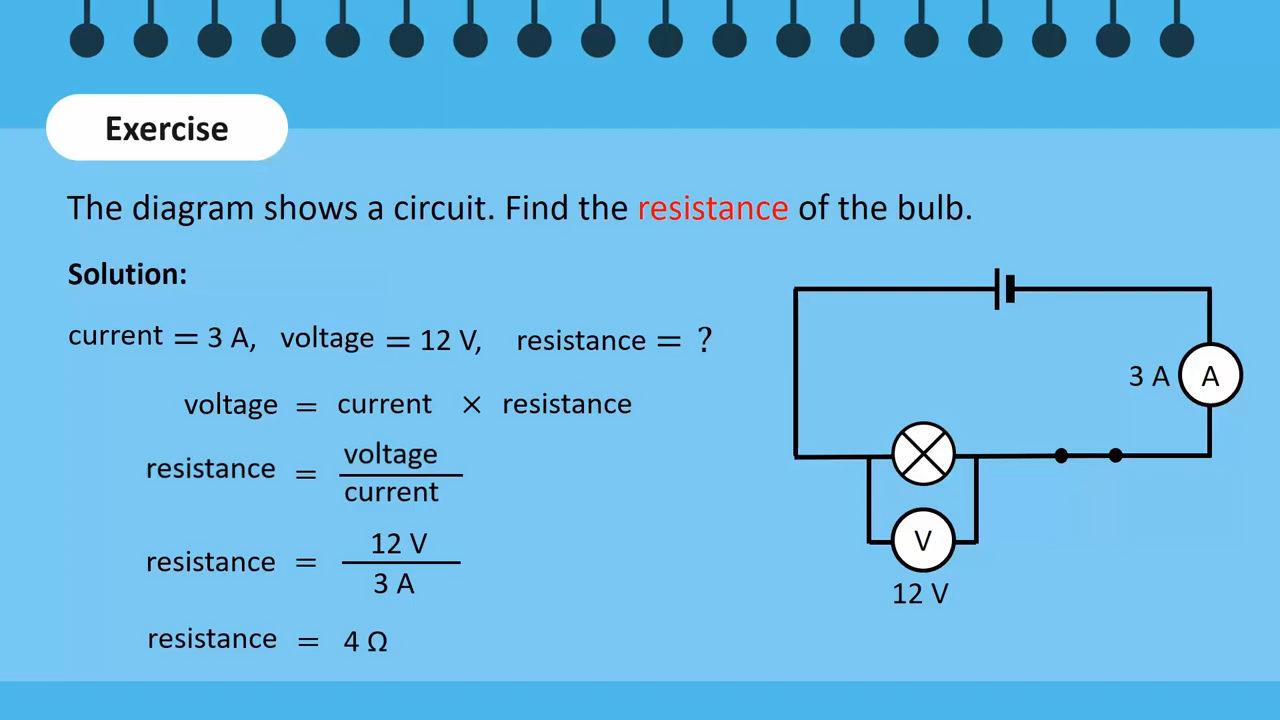 Exercise
The diagram shows a circuit. Find the resistance of the bulb.
Solution:
current = 3 A, voltage = 12 V, resistance = ?
voltage = current × resistance
resistance = voltage
current
resistance = 12 V
3 A
resistance = 4 Ω
3 A
A
V
12 V